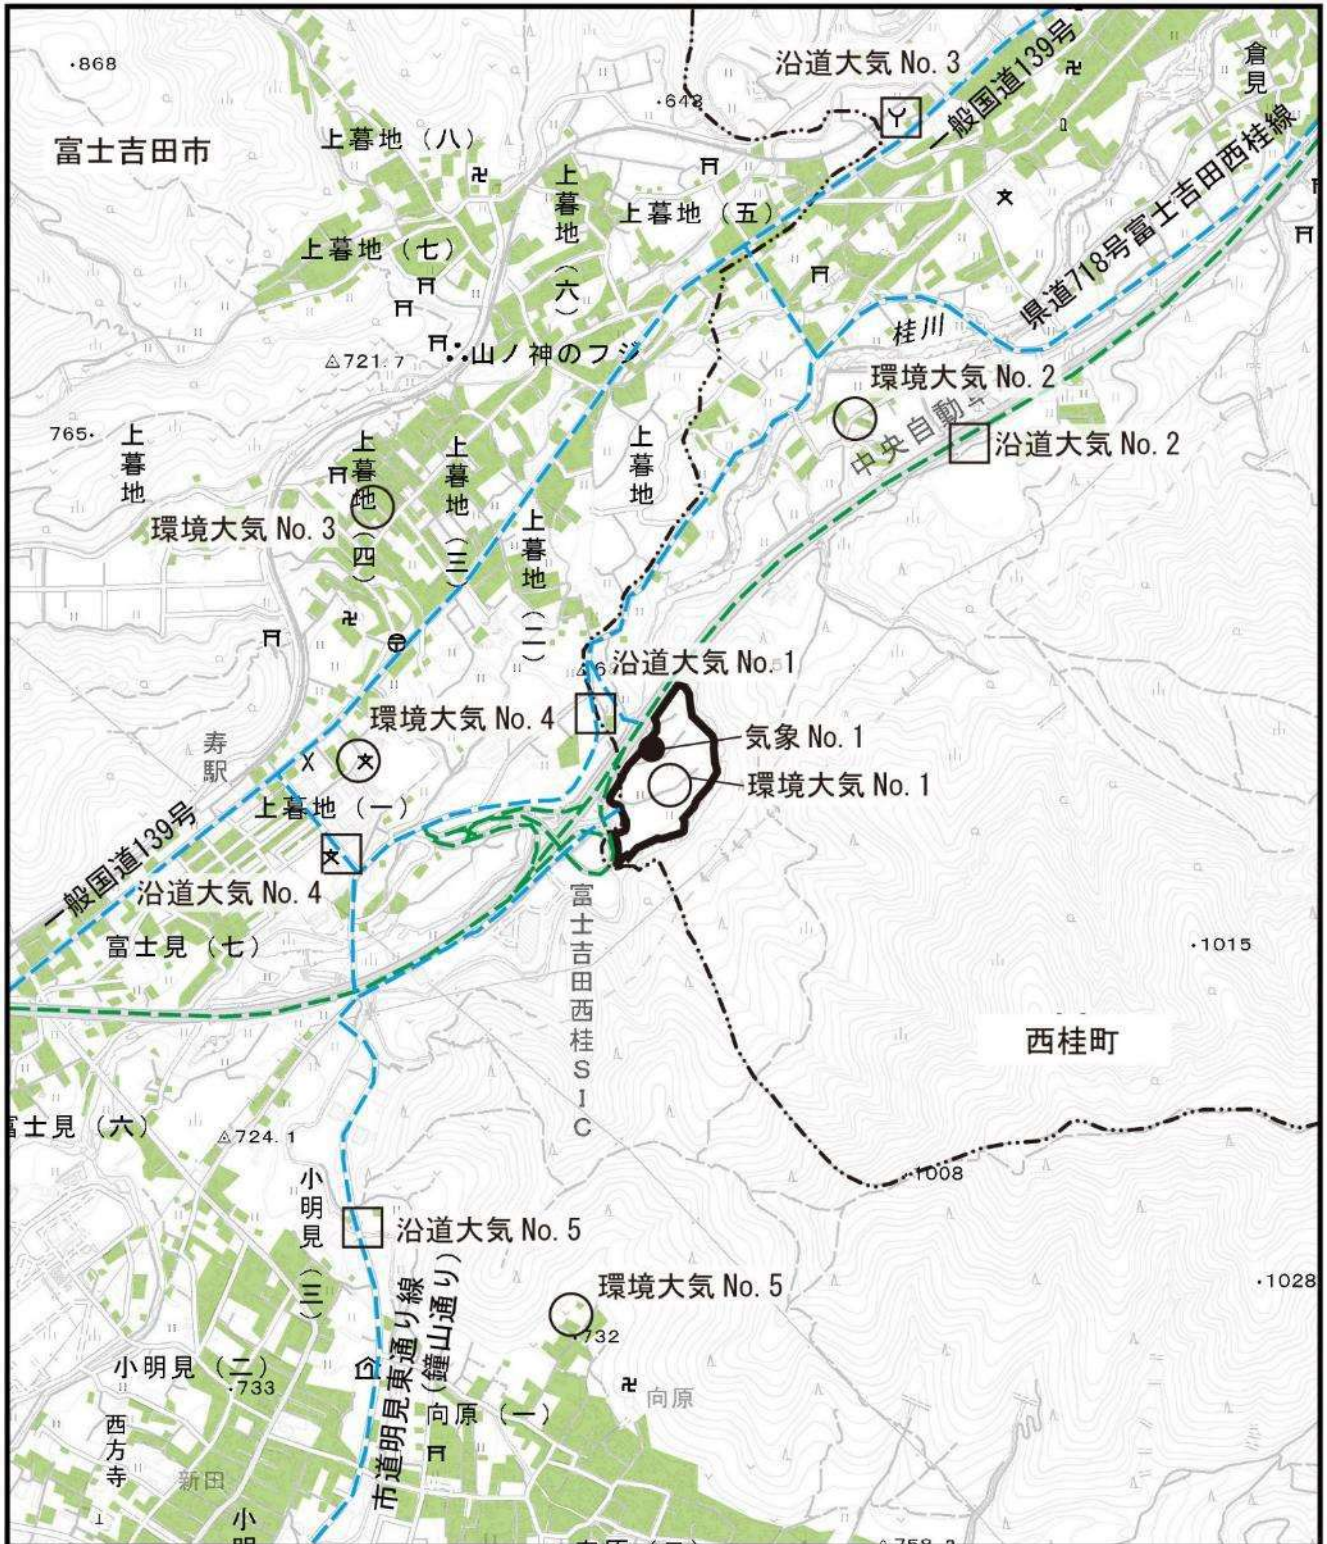 ・868
富士吉田市
沿道大気 No. 3
一般国道139号
倉見
・648
上暮地（八）
上暮地（六）
上暮地（五）
上暮地（七）
県道718号富士吉田西桂線
桂川
山ノ神のフジ
△721.7
環境大気 No. 2
中央自動
沿道大気 No. 2
765・
上暮地
上暮地（四）
上暮地（三）
上暮地
環境大気 No. 3
上暮地（二）
沿道大気 No. 1
環境大気 No. 4
気象 No. 1
環境大気 No. 1
寿駅
上暮地（一）
一般国道139号
沿道大気 No. 4
富士見（七）
富士吉田西桂SIC
・1015
西桂町
富士見（六）
△724.1
・1008
小明見（三）
沿道大気 No. 5
環境大気 No. 5
・1028
・732
市道明見東通り線
（鐘山通り）
小明見（二）
・733
向原
向原（一）
西方寺
新田